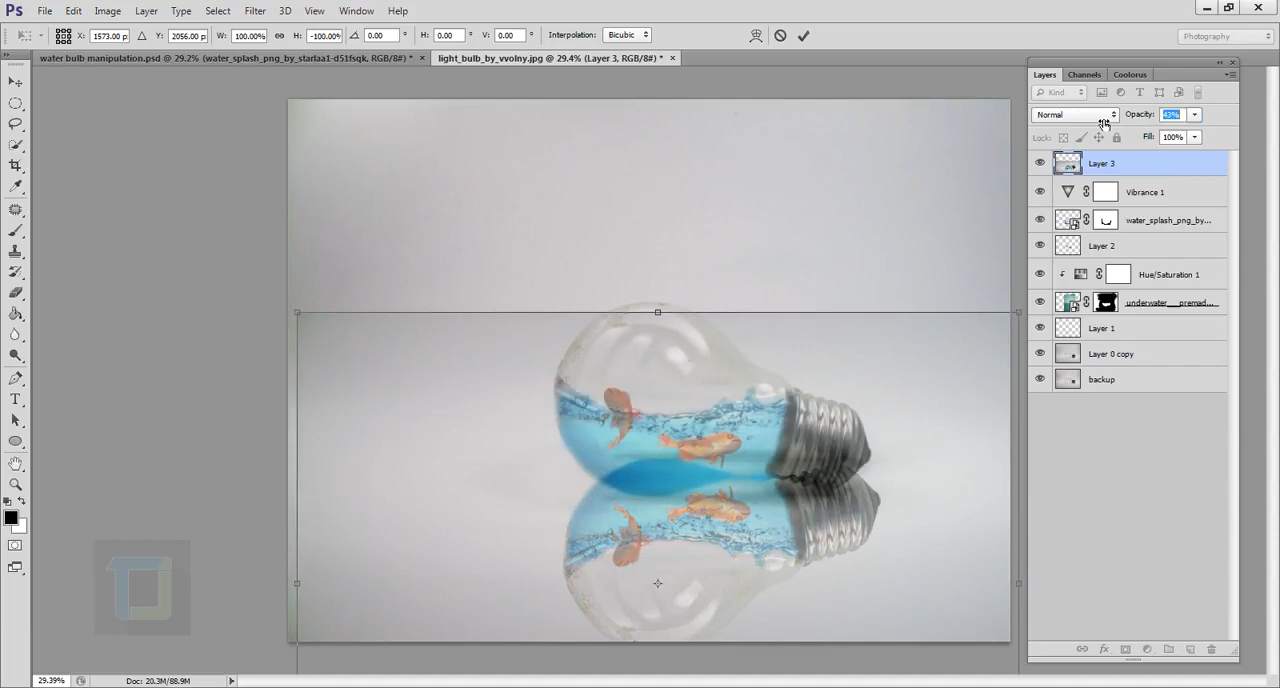 Ps File Edit Image Layer Type Select Filter 3D View Window Help
X: 1573.00 p Y: 2056.00 p W: 100.00% H: -100.00% 0.00 ° H: 0.00 ° V: 0.00 ° Interpolation: Bicubic Photography
water bulb manipulation.psd @ 29.2% (water_splash_png_by_starlaa1-d51fsqk, RGB/8#) * × light_bulb_by_vvolny.jpg @ 29.4% (Layer 3, RGB/8#) * ×
Layers Channels Coolorus
Kind
Normal Opacity: 43%
Lock: Fill: 100%
Layer 3
Vibrance 1
water_splash_png_by...
Layer 2
Hue/Saturation 1
underwater___premad...
Layer 1
Layer 0 copy
backup
fx
29.39% Doc: 20.3M/88.9M